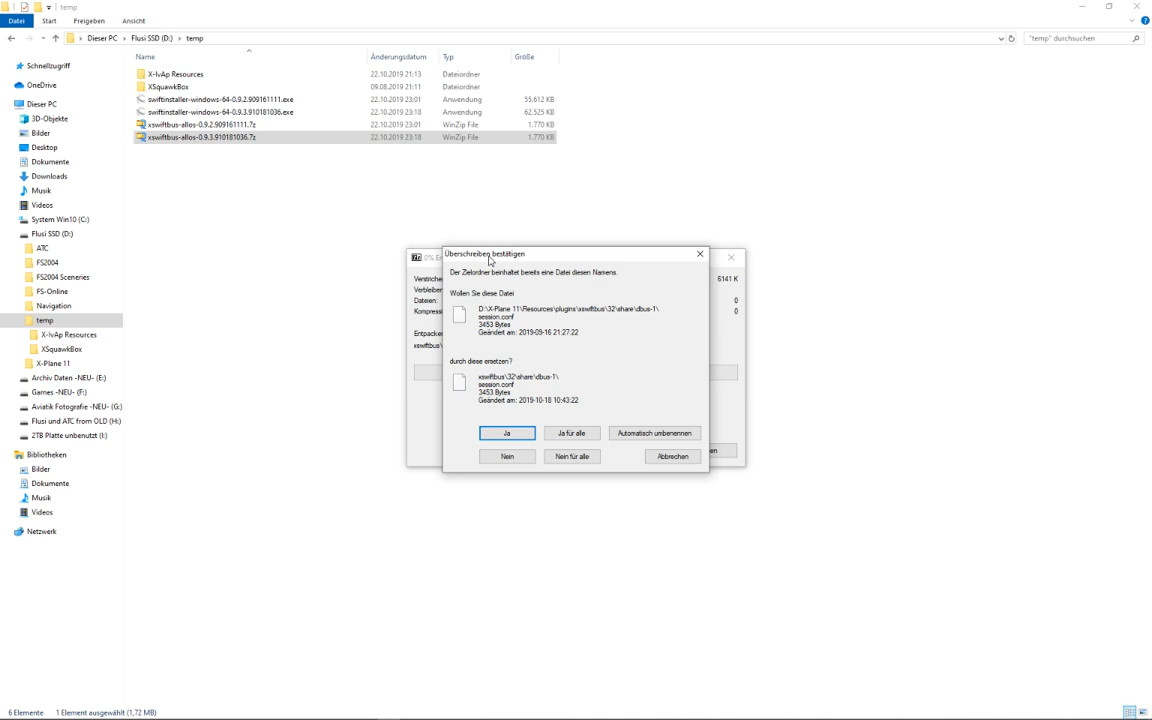 temp
Datei Start Freigeben Ansicht
Dieser PC > Flusi SSD (D:) > temp
"temp" durchsuchen
Name Änderungsdatum Typ Größe
Schnellzugriff
OneDrive
Dieser PC
3D-Objekte
Bilder
Desktop
Dokumente
Downloads
Musik
Videos
System Win10 (C:)
Flusi SSD (D:)
ATC
FS2004
FS2004 Sceneries
FS-Online
Navigation
temp
X-IvAp Resources
XSquawkBox
X-Plane 11
Archiv Daten -NEU- (E:)
Games -NEU- (F:)
Aviatik Fotografie -NEU- (G:)
Flusi und ATC from OLD (H:)
2TB Platte unbenutzt (I:)
Bibliotheken
Bilder
Dokumente
Musik
Videos
Netzwerk
X-IvAp Resources 22.10.2019 21:13 Dateiordner
XSquawkBox 09.08.2019 21:11 Dateiordner
swiftinstaller-windows-64-0.9.2.909161111.exe 22.10.2019 23:01 Anwendung 55.612 KB
swiftinstaller-windows-64-0.9.3.910181036.exe 22.10.2019 23:18 Anwendung 62.525 KB
xswiftbus-allos-0.9.2.909161111.7z 22.10.2019 23:01 WinZip File 1.770 KB
xswiftbus-allos-0.9.3.910181036.7z 22.10.2019 23:18 WinZip File 1.770 KB
0%
6141 K
Dateien: 0
0
Überschreiben bestätigen
Der Zielordner beinhaltet bereits eine Datei diesen Namens.
Wollen Sie diese Datei
D:\X-Plane 11\Resources\plugins\xswiftbus\32\share\dbus-1\
session.conf
3453 Bytes
Geändert am: 2019-09-16 21:27:22
durch diese ersetzen?
xswiftbus\32\share\dbus-1\
session.conf
3453 Bytes
Geändert am: 2019-10-18 10:43:22
Ja Ja für alle Automatisch umbenennen
Nein Nein für alle Abbrechen
6 Elemente 1 Element ausgewählt (1,72 MB)